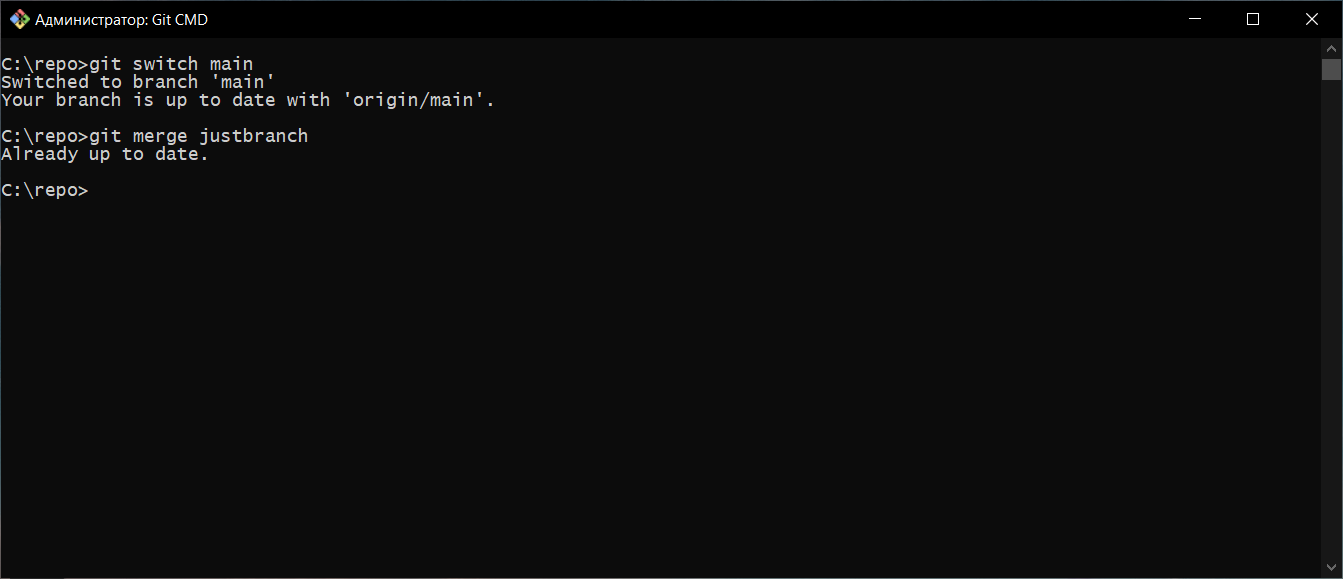 Администратор: Git CMD
C:\repo>git switch main
Switched to branch 'main'
Your branch is up to date with 'origin/main'.
C:\repo>git merge justbranch
Already up to date.
C:\repo>